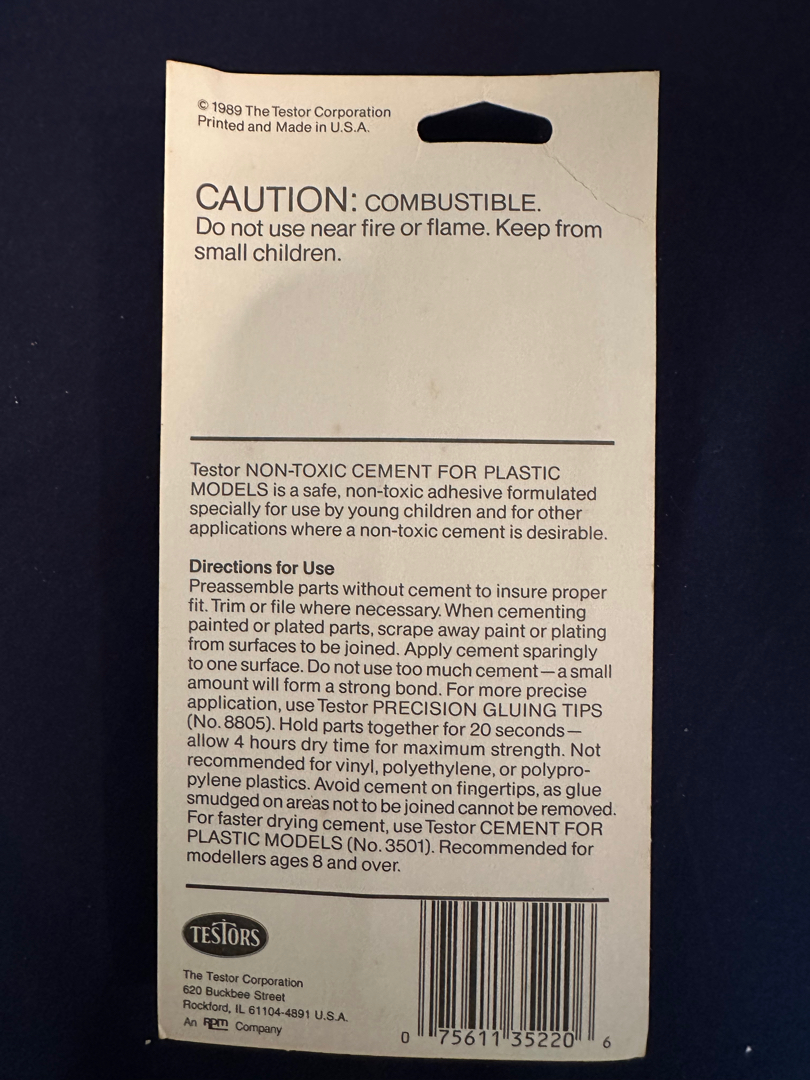 © 1989 The Testor Corporation
Printed and Made in U.S.A.
CAUTION: COMBUSTIBLE.
Do not use near fire or flame. Keep from
small children.
Testor NON-TOXIC CEMENT FOR PLASTIC
MODELS is a safe, non-toxic adhesive formulated
specially for use by young children and for other
applications where a non-toxic cement is desirable.
Directions for Use
Preassemble parts without cement to insure proper
fit. Trim or file where necessary. When cementing
painted or plated parts, scrape away paint or plating
from surfaces to be joined. Apply cement sparingly
to one surface. Do not use too much cement—a small
amount will form a strong bond. For more precise
application, use Testor PRECISION GLUING TIPS
(No. 8805). Hold parts together for 20 seconds—
allow 4 hours dry time for maximum strength. Not
recommended for vinyl, polyethylene, or polypro-
pylene plastics. Avoid cement on fingertips, as glue
smudged on areas not to be joined cannot be removed.
For faster drying cement, use Testor CEMENT FOR
PLASTIC MODELS (No. 3501). Recommended for
modellers ages 8 and over.
TESTORS
The Testor Corporation
620 Buckbee Street
Rockford, IL 61104-4891 U.S.A.
An RPM Company
0 75611 35220 6